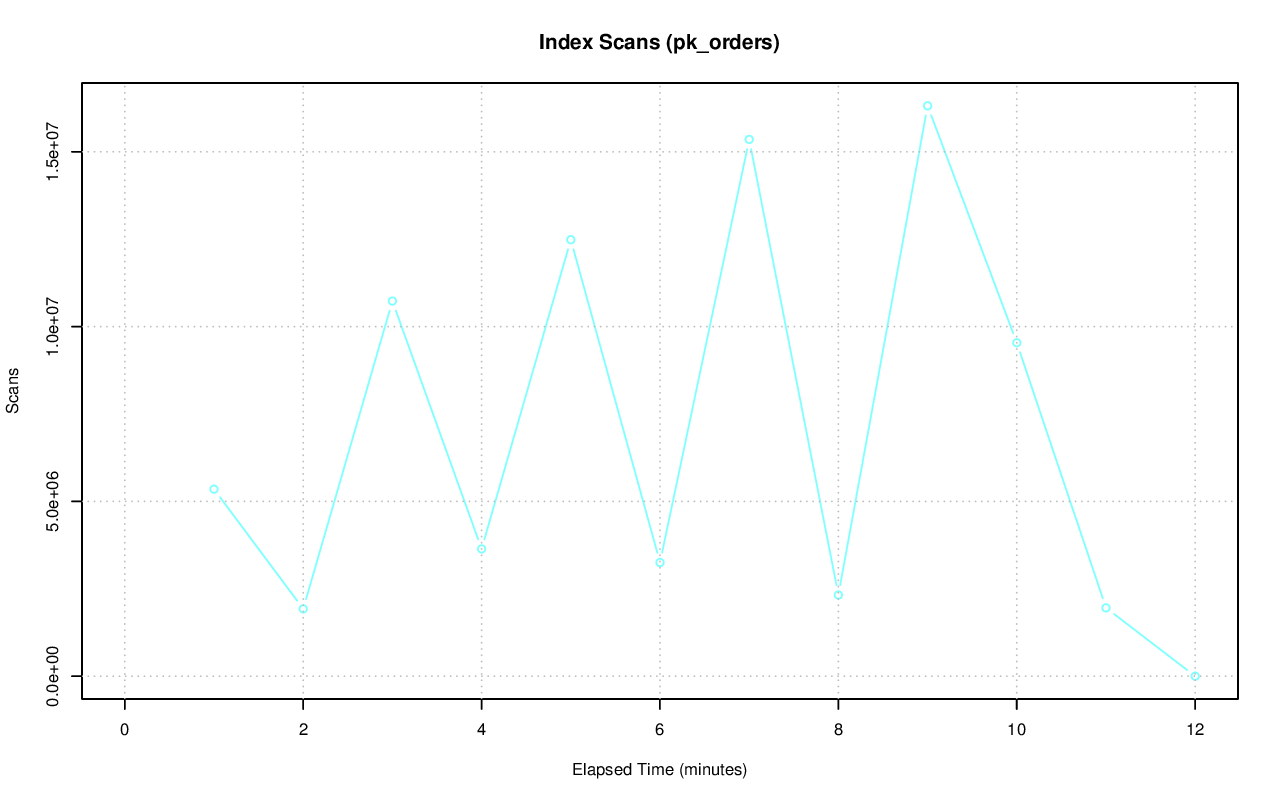 Index Scans (pk_orders)
1.5e+07
1.0e+07
5.0e+06
0.0e+00
Scans
0 2 4 6 8 10 12
Elapsed Time (minutes)